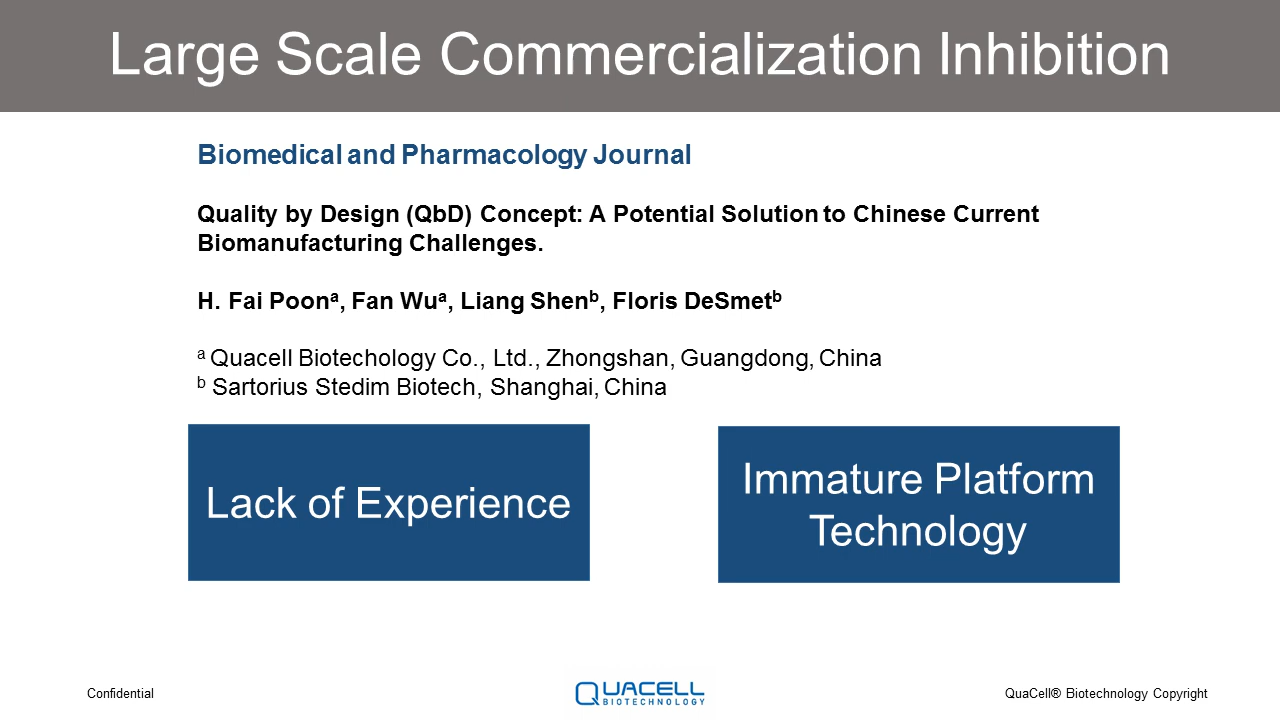 Large Scale Commercialization Inhibition
Biomedical and Pharmacology Journal
Quality by Design (QbD) Concept: A Potential Solution to Chinese Current
Biomanufacturing Challenges.
H. Fai Poonᵃ, Fan Wuᵃ, Liang Shenᵇ, Floris DeSmetᵇ
ᵃ Quacell Biotechology Co., Ltd., Zhongshan, Guangdong, China
ᵇ Sartorius Stedim Biotech, Shanghai, China
Lack of Experience
Immature Platform
Technology
Confidential
QUACELL
BIOTECHNOLOGY
QuaCell® Biotechnology Copyright